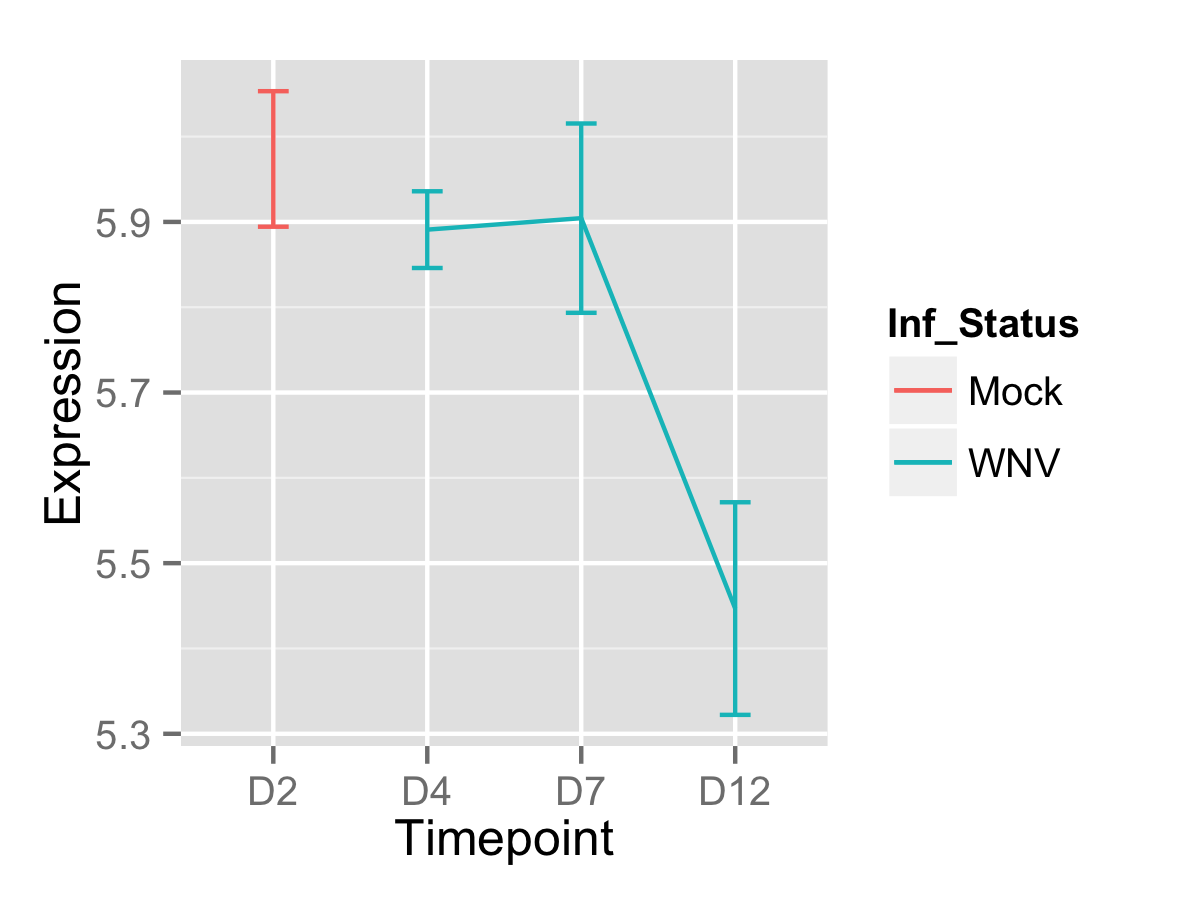 Expression
5.9
5.7
5.5
5.3
D2 D4 D7 D12
Timepoint
Inf_Status
Mock
WNV